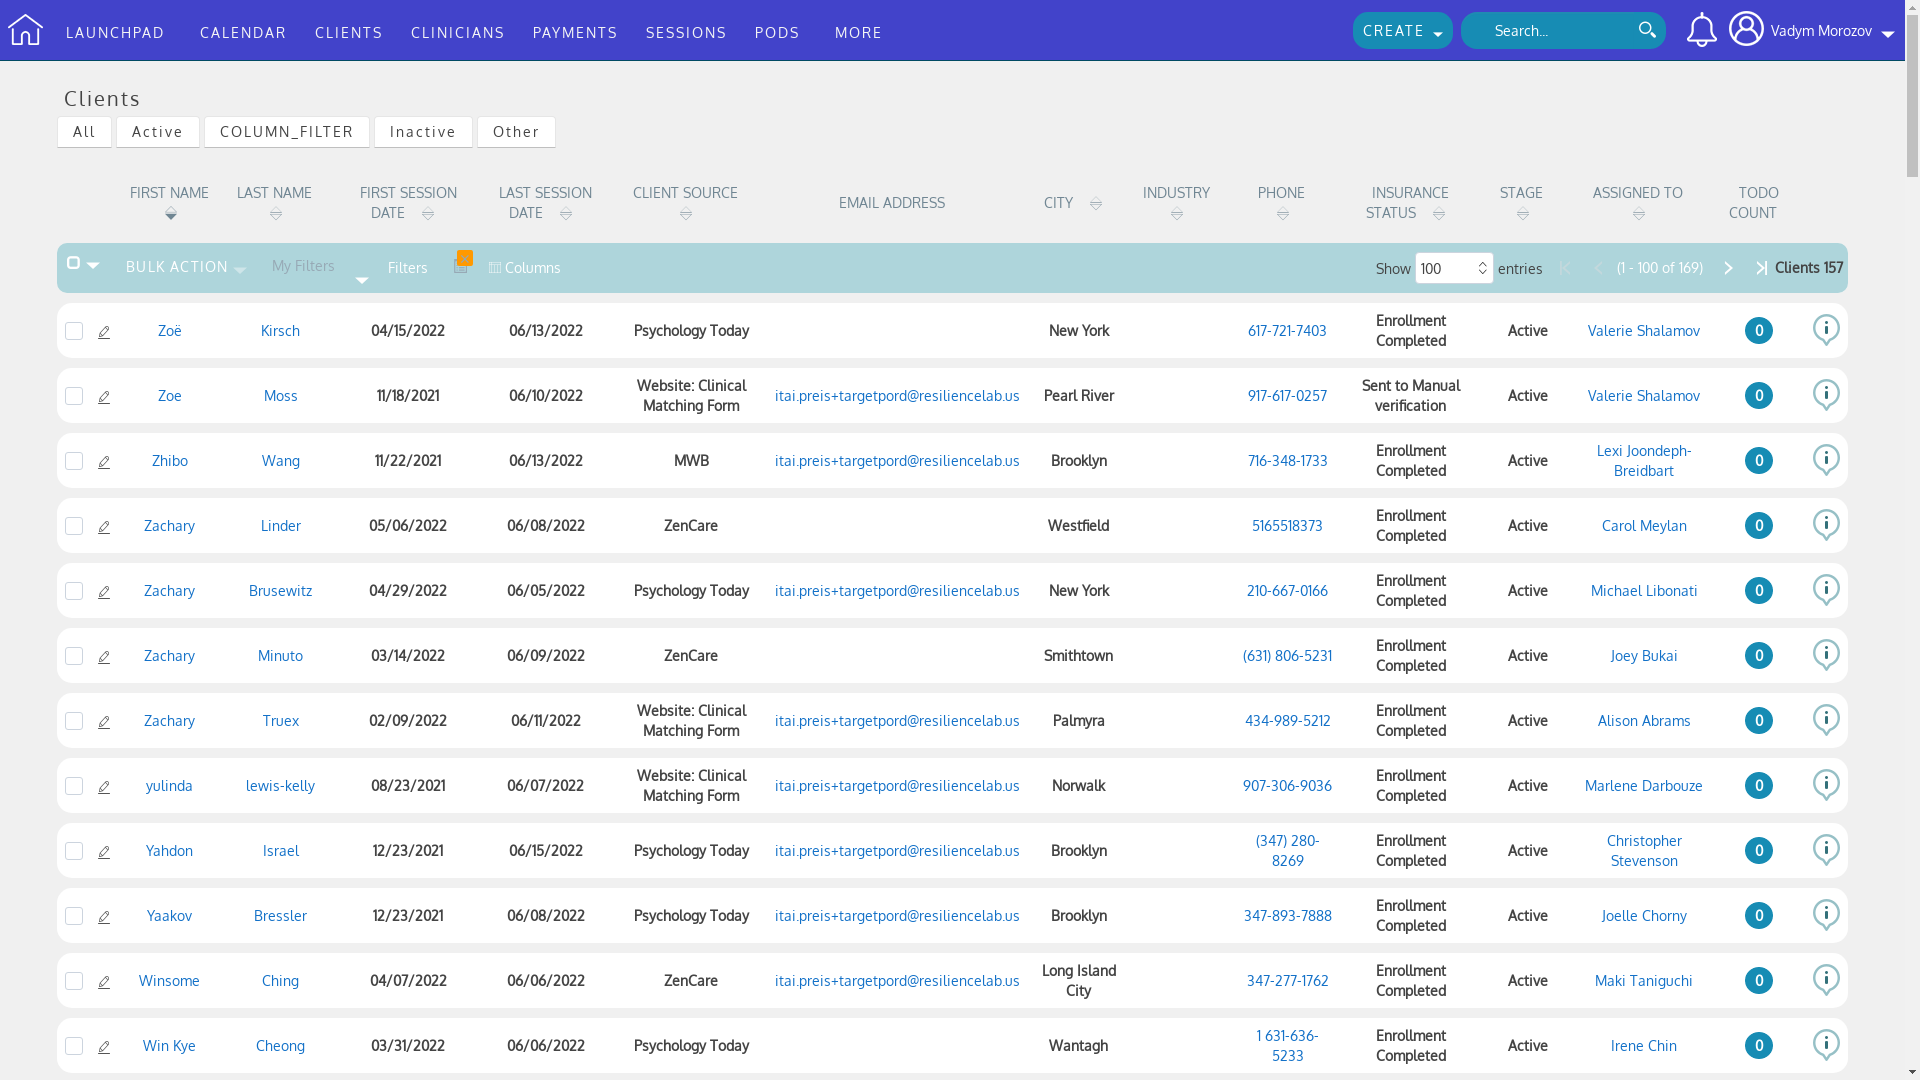 LAUNCHPAD CALENDAR CLIENTS CLINICIANS PAYMENTS SESSIONS PODS MORE CREATE Search... Vadym Morozov
Clients
All Active COLUMN_FILTER Inactive Other
FIRST NAME LAST NAME FIRST SESSION DATE LAST SESSION DATE CLIENT SOURCE EMAIL ADDRESS CITY INDUSTRY PHONE INSURANCE STATUS STAGE ASSIGNED TO TODO COUNT
BULK ACTION My Filters Filters Columns Show 100 entries (1 - 100 of 169) Clients 157
Zoë Kirsch 04/15/2022 06/13/2022 Psychology Today New York 617-721-7403 Enrollment Completed Active Valerie Shalamov 0
Zoe Moss 11/18/2021 06/10/2022 Website: Clinical Matching Form itai.preis+targetpord@resiliencelab.us Pearl River 917-617-0257 Sent to Manual verification Active Valerie Shalamov 0
Zhibo Wang 11/22/2021 06/13/2022 MWB itai.preis+targetpord@resiliencelab.us Brooklyn 716-348-1733 Enrollment Completed Active Lexi Joondeph-Breidbart 0
Zachary Linder 05/06/2022 06/08/2022 ZenCare Westfield 5165518373 Enrollment Completed Active Carol Meylan 0
Zachary Brusewitz 04/29/2022 06/05/2022 Psychology Today itai.preis+targetpord@resiliencelab.us New York 210-667-0166 Enrollment Completed Active Michael Libonati 0
Zachary Minuto 03/14/2022 06/09/2022 ZenCare Smithtown (631) 806-5231 Enrollment Completed Active Joey Bukai 0
Zachary Truex 02/09/2022 06/11/2022 Website: Clinical Matching Form itai.preis+targetpord@resiliencelab.us Palmyra 434-989-5212 Enrollment Completed Active Alison Abrams 0
yulinda lewis-kelly 08/23/2021 06/07/2022 Website: Clinical Matching Form itai.preis+targetpord@resiliencelab.us Norwalk 907-306-9036 Enrollment Completed Active Marlene Darbouze 0
Yahdon Israel 12/23/2021 06/15/2022 Psychology Today itai.preis+targetpord@resiliencelab.us Brooklyn (347) 280-8269 Enrollment Completed Active Christopher Stevenson 0
Yaakov Bressler 12/23/2021 06/08/2022 Psychology Today itai.preis+targetpord@resiliencelab.us Brooklyn 347-893-7888 Enrollment Completed Active Joelle Chorny 0
Winsome Ching 04/07/2022 06/06/2022 ZenCare itai.preis+targetpord@resiliencelab.us Long Island City 347-277-1762 Enrollment Completed Active Maki Taniguchi 0
Win Kye Cheong 03/31/2022 06/06/2022 Psychology Today Wantagh 1 631-636-5233 Enrollment Completed Active Irene Chin 0